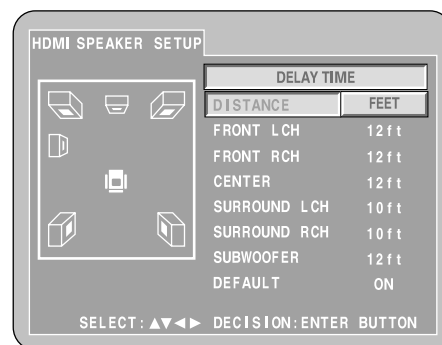 HDMI SPEAKER SETUP
DELAY TIME
DISTANCE FEET
FRONT LCH 12ft
FRONT RCH 12ft
CENTER 12ft
SURROUND LCH 10ft
SURROUND RCH 10ft
SUBWOOFER 12ft
DEFAULT ON
SELECT:▲▼◀▶ DECISION:ENTER BUTTON